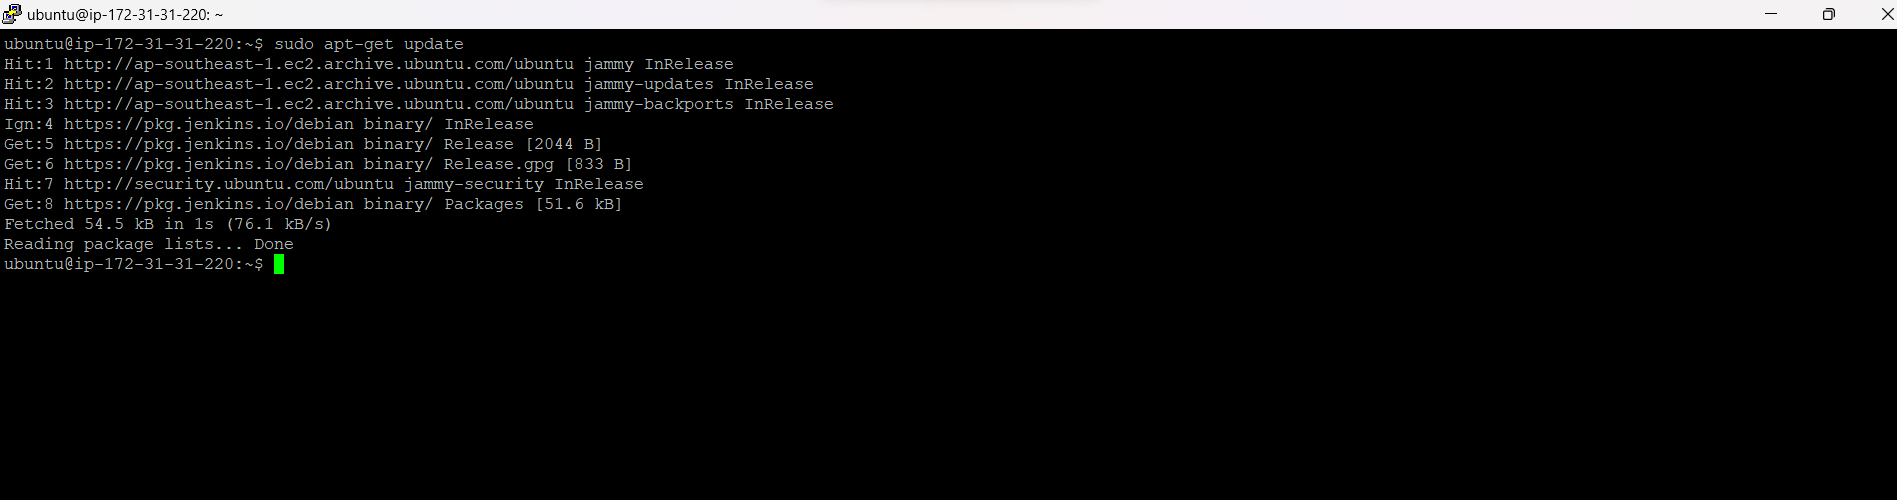 ubuntu@ip-172-31-31-220: ~
ubuntu@ip-172-31-31-220:~$ sudo apt-get update
Hit:1 http://ap-southeast-1.ec2.archive.ubuntu.com/ubuntu jammy InRelease
Hit:2 http://ap-southeast-1.ec2.archive.ubuntu.com/ubuntu jammy-updates InRelease
Hit:3 http://ap-southeast-1.ec2.archive.ubuntu.com/ubuntu jammy-backports InRelease
Ign:4 https://pkg.jenkins.io/debian binary/ InRelease
Get:5 https://pkg.jenkins.io/debian binary/ Release [2044 B]
Get:6 https://pkg.jenkins.io/debian binary/ Release.gpg [833 B]
Hit:7 http://security.ubuntu.com/ubuntu jammy-security InRelease
Get:8 https://pkg.jenkins.io/debian binary/ Packages [51.6 kB]
Fetched 54.5 kB in 1s (76.1 kB/s)
Reading package lists... Done
ubuntu@ip-172-31-31-220:~$